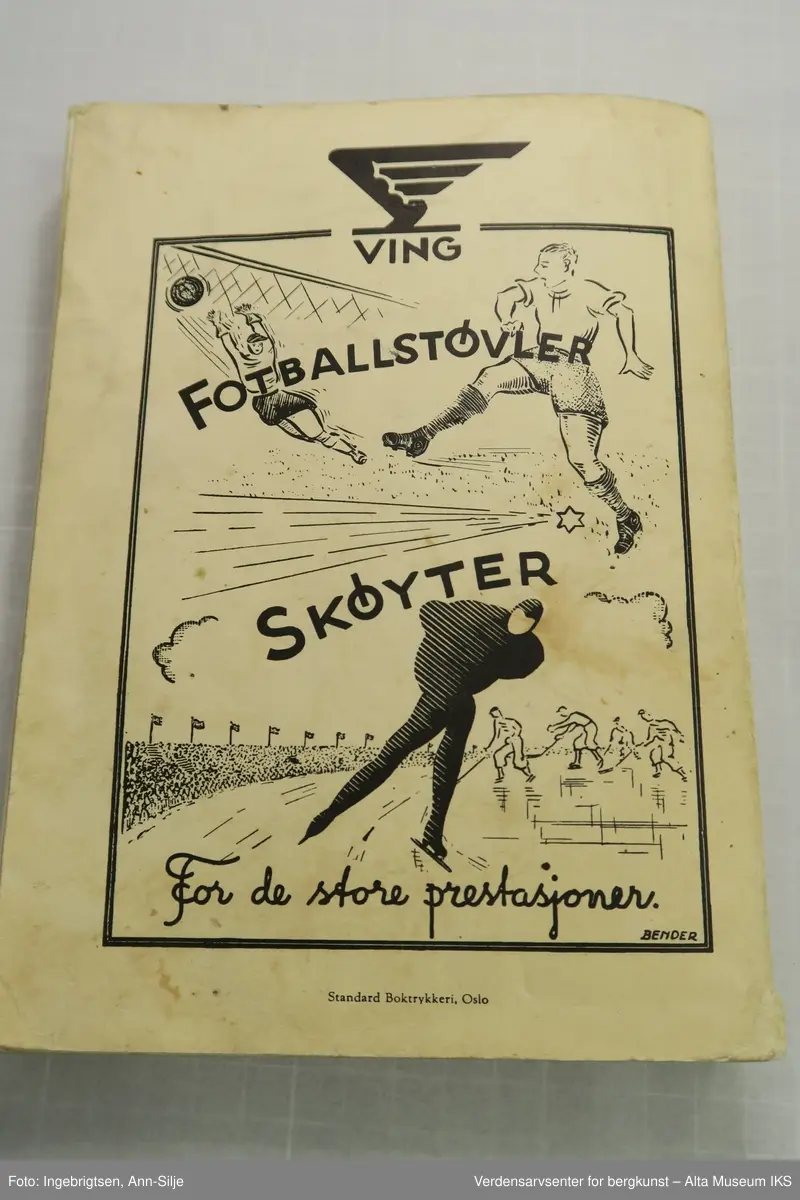 VING
FOTBALLSTØVLER
SKØYTER
For de store prestasjoner.
BENDER
Standard Boktrykkeri, Oslo
Foto: Ingebrigtsen, Ann-Silje
Verdensarvsenter for bergkunst – Alta Museum IKS